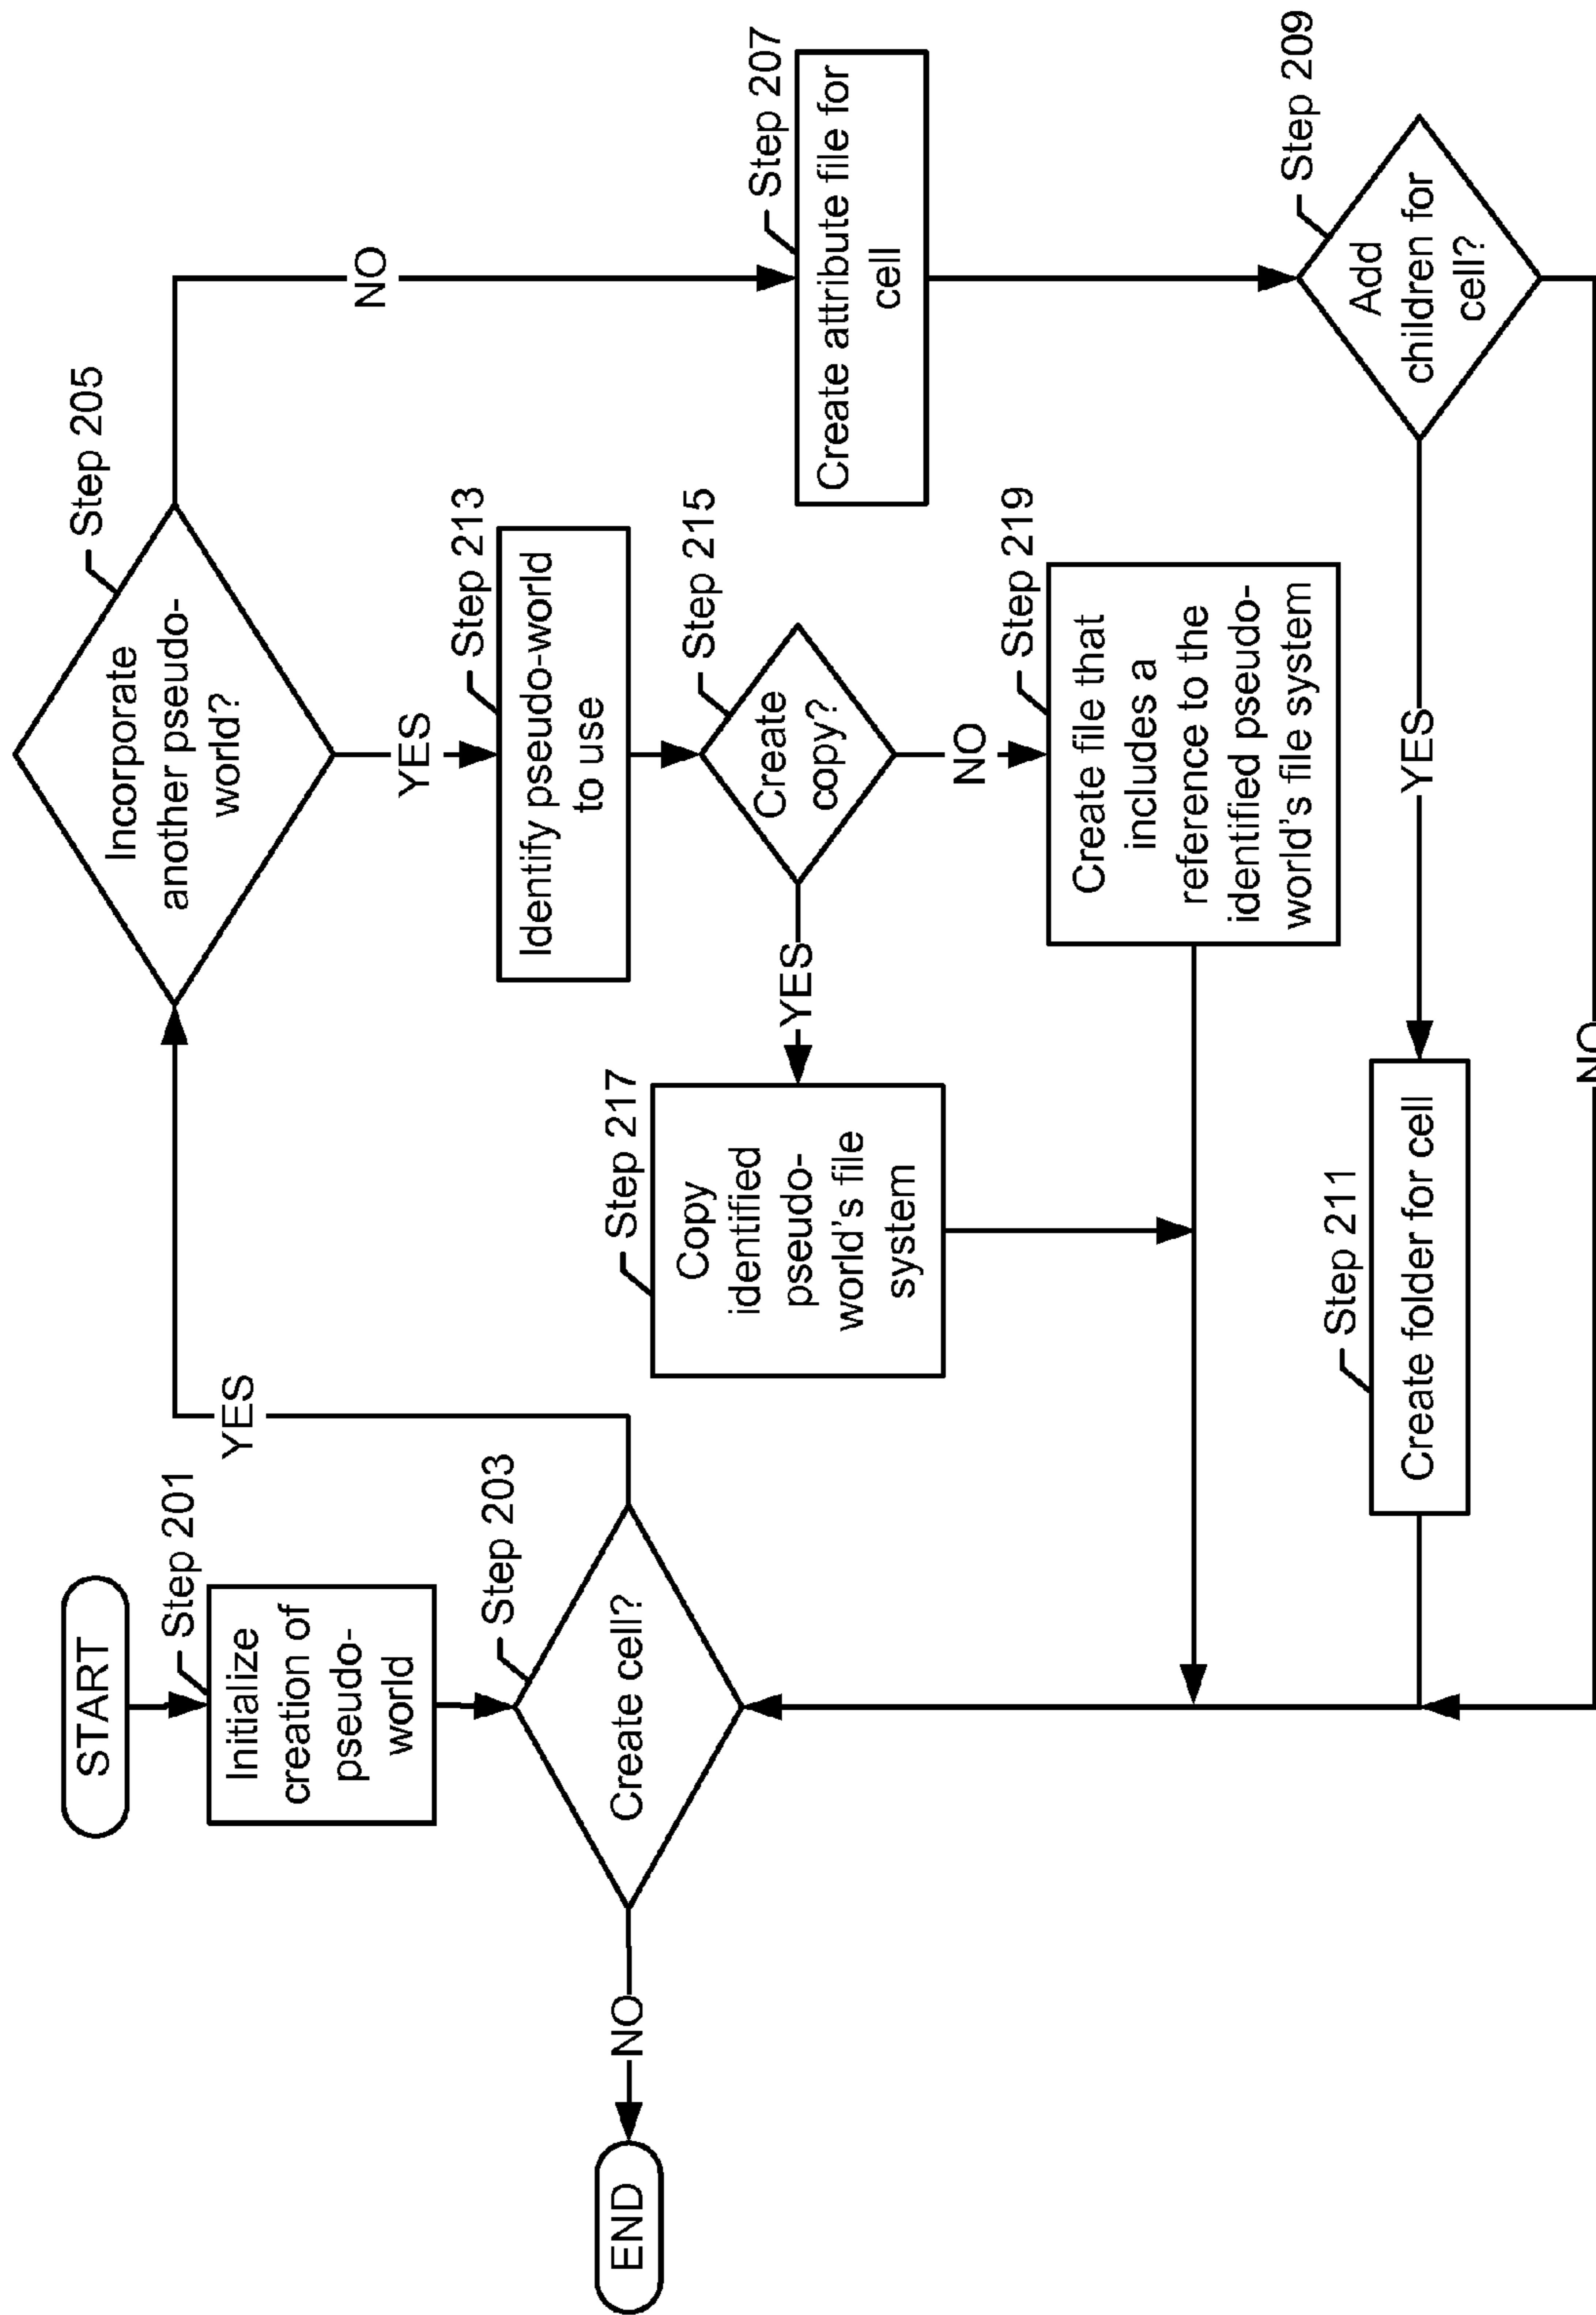 START
Step 201
Initialize
creation of
pseudo-
world
Step 203
Create cell?
NO
END
YES
Step 205
Incorporate
another pseudo-
world?
YES
NO
Step 213
Identify pseudo-world
to use
Step 215
Create
copy?
YES
NO
Step 217
Copy
identified
pseudo-
world's file
system
Step 219
Create file that
includes a
reference to the
identified pseudo-
world's file system
Step 207
Create attribute file for
cell
Step 209
Add
children for
cell?
YES
Step 211
Create folder for cell
NO